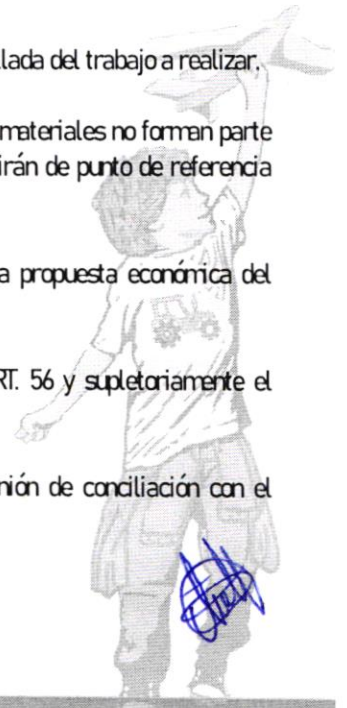 llada del trabajo a realizar.
materiales no forman parte
irán de punto de referencia
a propuesta económica del
RT. 56 y supletoriamente el
nión de conciliación con el